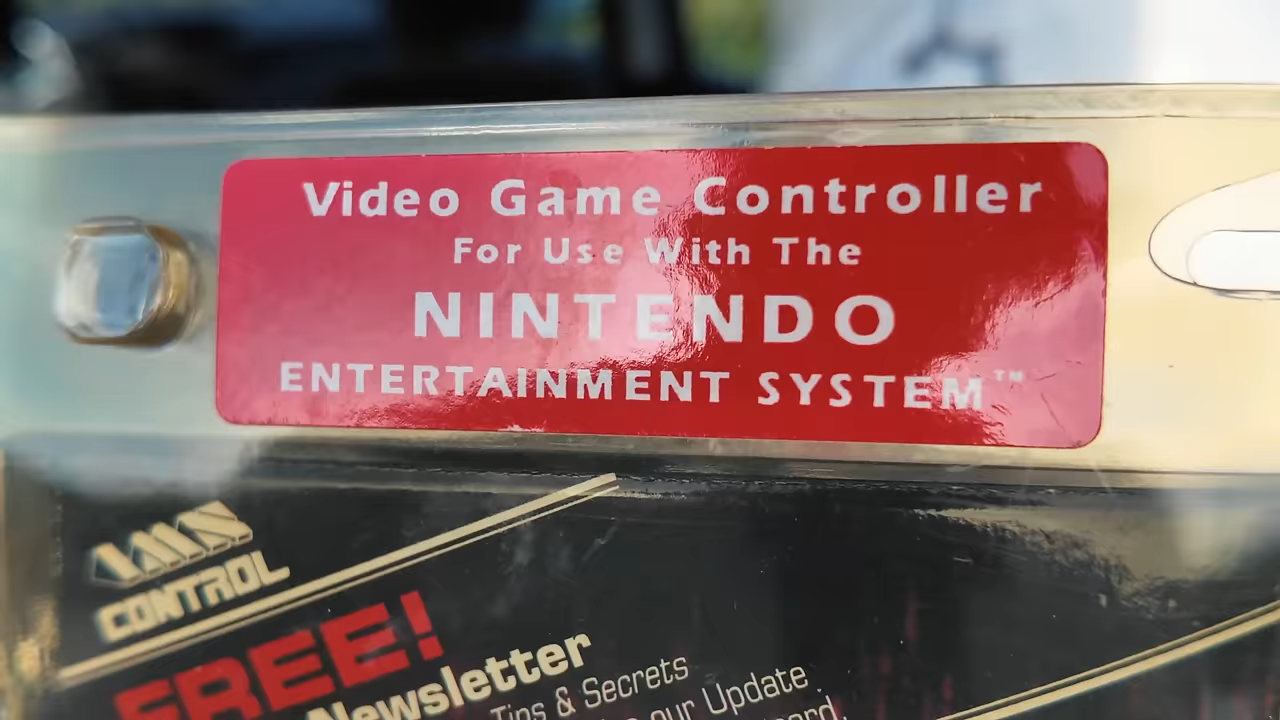 Video Game Controller
For Use With The
NINTENDO
ENTERTAINMENT SYSTEM™
CONTROL
FREE!
Newsletter
Tips & Secrets
our Update